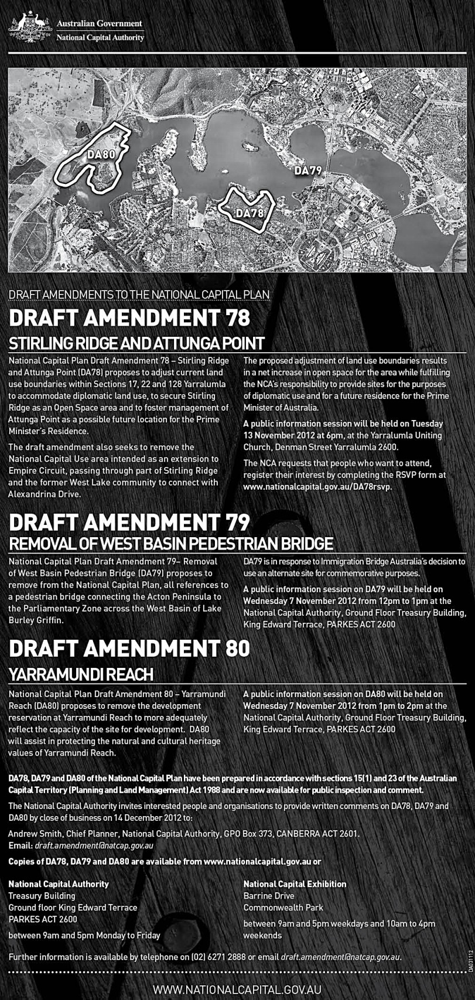 Australian Government
National Capital Authority
DA80
DA79
DA78
DRAFT AMENDMENTS TO THE NATIONAL CAPITAL PLAN
DRAFT AMENDMENT 78
STIRLING RIDGE AND ATTUNGA POINT
National Capital Plan Draft Amendment 78 – Stirling Ridge
and Attunga Point (DA78) proposes to adjust current land
use boundaries within Sections 17, 22 and 128 Yarralumla
to accommodate diplomatic land use, to secure Stirling
Ridge as an Open Space area and to foster management of
Attunga Point as a possible future location for the Prime
Minister's Residence.
The draft amendment also seeks to remove the
National Capital Use area intended as an extension to
Empire Circuit, passing through part of Stirling Ridge
and the former West Lake community to connect with
Alexandrina Drive.
The proposed adjustment of land use boundaries results
in a net increase in open space for the area while fulfilling
the NCA's responsibility to provide sites for the purposes
of diplomatic use and for a future residence for the Prime
Minister of Australia.
A public information session will be held on Tuesday
13 November 2012 at 6pm, at the Yarralumla Uniting
Church, Denman Street Yarralumla 2600.
The NCA requests that people who want to attend,
register their interest by completing the RSVP form at
www.nationalcapital.gov.au/DA78rsvp.
DRAFT AMENDMENT 79
REMOVAL OF WEST BASIN PEDESTRIAN BRIDGE
National Capital Plan Draft Amendment 79– Removal
of West Basin Pedestrian Bridge (DA79) proposes to
remove from the National Capital Plan, all references to
a pedestrian bridge connecting the Acton Peninsula to
the Parliamentary Zone across the West Basin of Lake
Burley Griffin.
DA79 is in response to Immigration Bridge Australia's decision to
use an alternate site for commemorative purposes.
A public information session on DA79 will be held on
Wednesday 7 November 2012 from 12pm to 1pm at the
National Capital Authority, Ground Floor Treasury Building,
King Edward Terrace, PARKES ACT 2600
DRAFT AMENDMENT 80
YARRAMUNDI REACH
National Capital Plan Draft Amendment 80 – Yarramundi
Reach (DA80) proposes to remove the development
reservation at Yarramundi Reach to more adequately
reflect the capacity of the site for development. DA80
will assist in protecting the natural and cultural heritage
values of Yarramundi Reach.
A public information session on DA80 will be held on
Wednesday 7 November 2012 from 1pm to 2pm at the
National Capital Authority, Ground Floor Treasury Building,
King Edward Terrace, PARKES ACT 2600
DA78, DA79 and DA80 of the National Capital Plan have been prepared in accordance with sections 15(1) and 23 of the Australian
Capital Territory (Planning and Land Management) Act 1988 and are now available for public inspection and comment.
The National Capital Authority invites interested people and organisations to provide written comments on DA78, DA79 and
DA80 by close of business on 14 December 2012 to:
Andrew Smith, Chief Planner, National Capital Authority, GPO Box 373, CANBERRA ACT 2601.
Email: draft.amendment@natcap.gov.au
Copies of DA78, DA79 and DA80 are available from www.nationalcapital.gov.au or
National Capital Authority
Treasury Building
Ground floor King Edward Terrace
PARKES ACT 2600
between 9am and 5pm Monday to Friday
National Capital Exhibition
Barrine Drive
Commonwealth Park
between 9am and 5pm weekdays and 10am to 4pm
weekends
Further information is available by telephone on (02) 6271 2888 or email draft.amendment@natcap.gov.au.
DA031112
WWW.NATIONALCAPITAL.GOV.AU